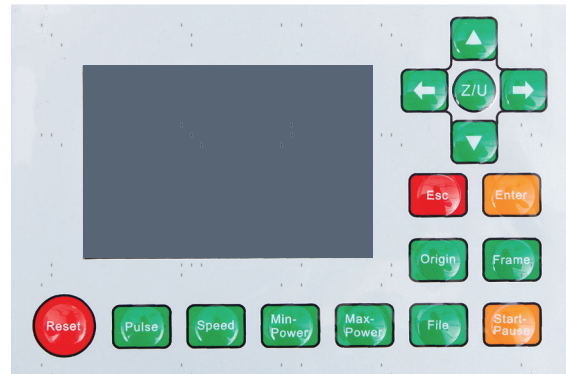 Z/U
Esc
Enter
Origin
Frame
Reset
Pulse
Speed
Min-
Power
Max-
Power
File
Start-
Pause